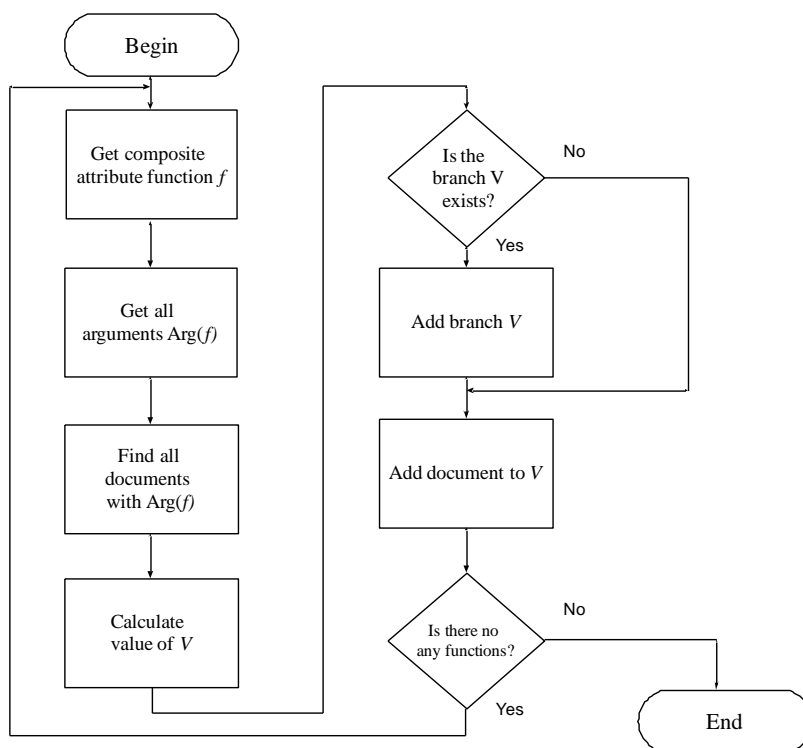 Begin
Get composite
attribute function f
Get all
arguments Arg(f)
Find all
documents
with Arg(f)
Calculate
value of V
Is the
branch V
exists?
No
Yes
Add branch V
Add document to V
Is there no
any functions?
No
Yes
End